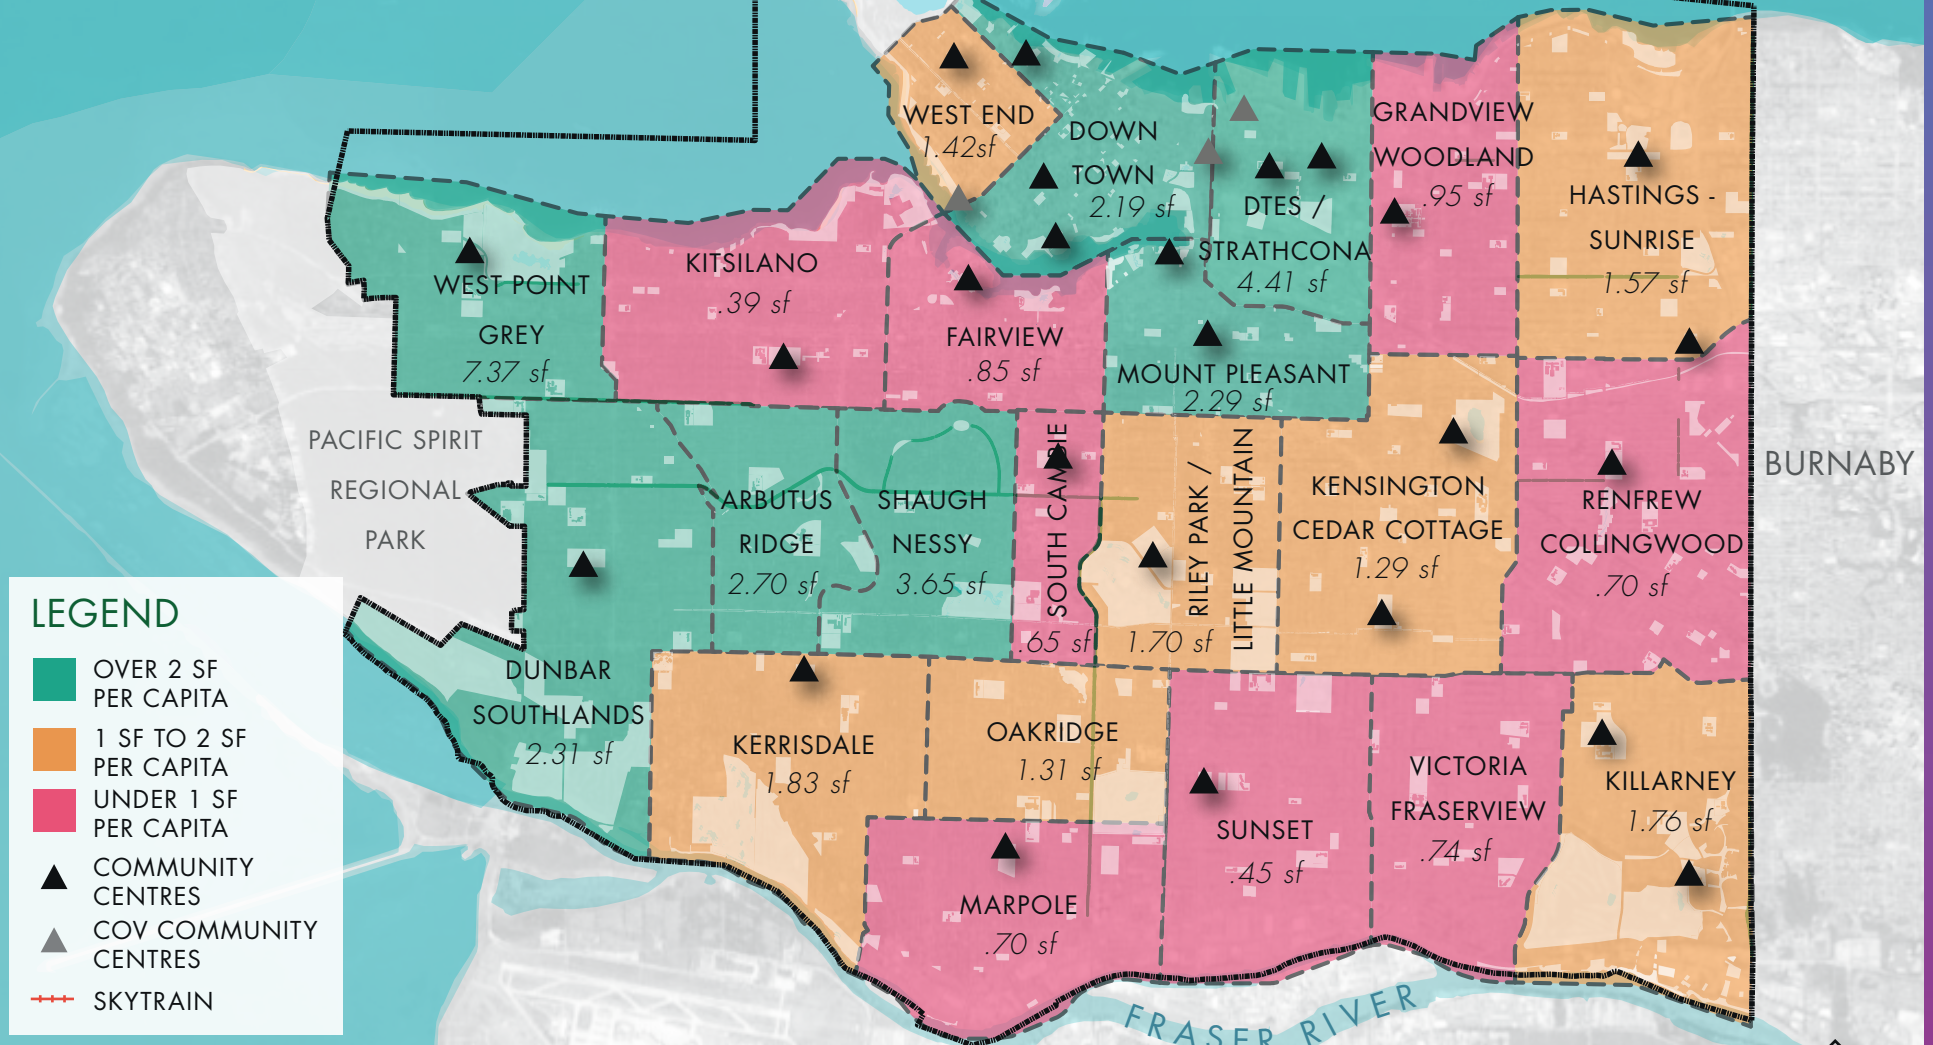 WEST END
1.42sf
DOWN
TOWN
2.19 sf
DTES /
STRATHCONA
4.41 sf
GRANDVIEW
WOODLAND
.95 sf
HASTINGS -
SUNRISE
1.57 sf
WEST POINT
GREY
7.37 sf
KITSILANO
.39 sf
FAIRVIEW
.85 sf
MOUNT PLEASANT
2.29 sf
PACIFIC SPIRIT
REGIONAL
PARK
ARBUTUS
RIDGE
2.70 sf
SHAUGH
NESSY
3.65 sf
SOUTH CAMBIE
.65 sf
RILEY PARK /
LITTLE MOUNTAIN
1.70 sf
KENSINGTON
CEDAR COTTAGE
1.29 sf
RENFREW
COLLINGWOOD
.70 sf
BURNABY
DUNBAR
SOUTHLANDS
2.31 sf
KERRISDALE
1.83 sf
OAKRIDGE
1.31 sf
MARPOLE
.70 sf
SUNSET
.45 sf
VICTORIA
FRASERVIEW
.74 sf
KILLARNEY
1.76 sf
FRASER RIVER
LEGEND
OVER 2 SF
PER CAPITA
1 SF TO 2 SF
PER CAPITA
UNDER 1 SF
PER CAPITA
COMMUNITY
CENTRES
COV COMMUNITY
CENTRES
SKYTRAIN